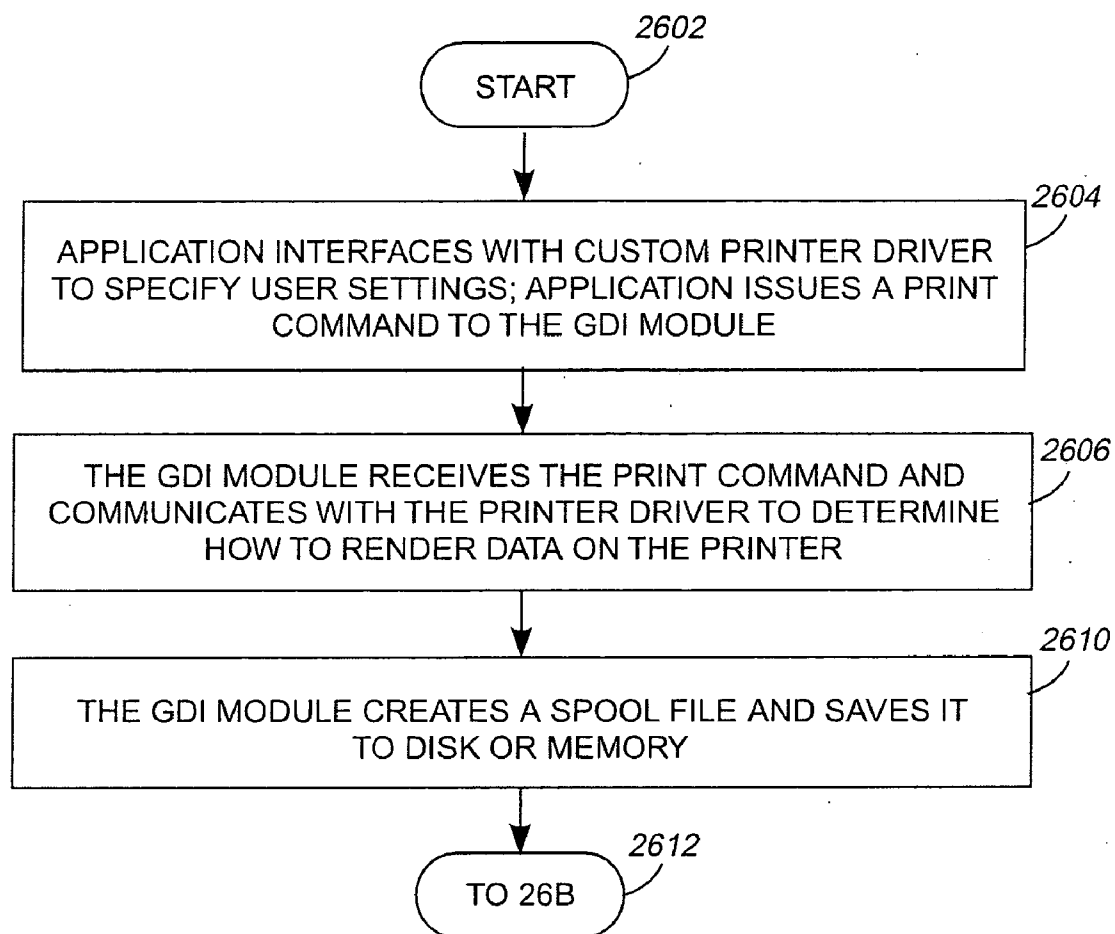 2602
START
2604
APPLICATION INTERFACES WITH CUSTOM PRINTER DRIVER
TO SPECIFY USER SETTINGS; APPLICATION ISSUES A PRINT
COMMAND TO THE GDI MODULE
2606
THE GDI MODULE RECEIVES THE PRINT COMMAND AND
COMMUNICATES WITH THE PRINTER DRIVER TO DETERMINE
HOW TO RENDER DATA ON THE PRINTER
2610
THE GDI MODULE CREATES A SPOOL FILE AND SAVES IT
TO DISK OR MEMORY
2612
TO 26B